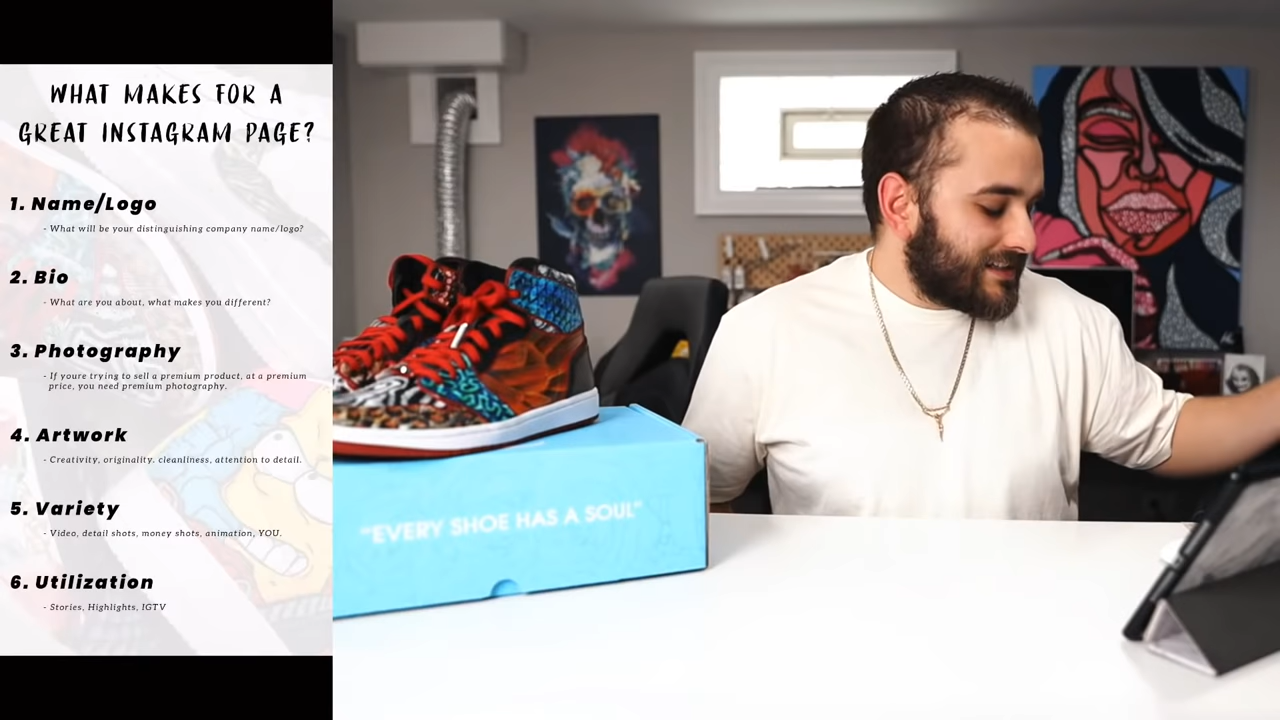 WHAT MAKES FOR A
GREAT INSTAGRAM PAGE?
1. Name/Logo
- What will be your distinguishing company name/logo?
2. Bio
- What are you about, what makes you different?
3. Photography
- If youre trying to sell a premium product, at a premium
price, you need premium photography.
4. Artwork
- Creativity, originality. cleanliness, attention to detail.
5. Variety
- Video, detail shots, money shots, animation, YOU.
6. Utilization
- Stories, Highlights, IGTV
"EVERY SHOE HAS A SOUL"